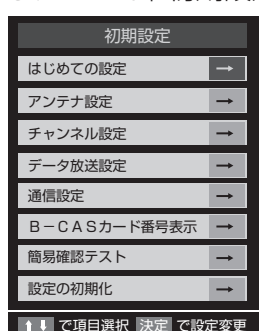 初期設定
はじめての設定 →
アンテナ設定 →
チャンネル設定 →
データ放送設定 →
通信設定 →
B－CASカード番号表示 →
簡易確認テスト →
設定の初期化 →
↑↓ で項目選択 決定 で設定変更